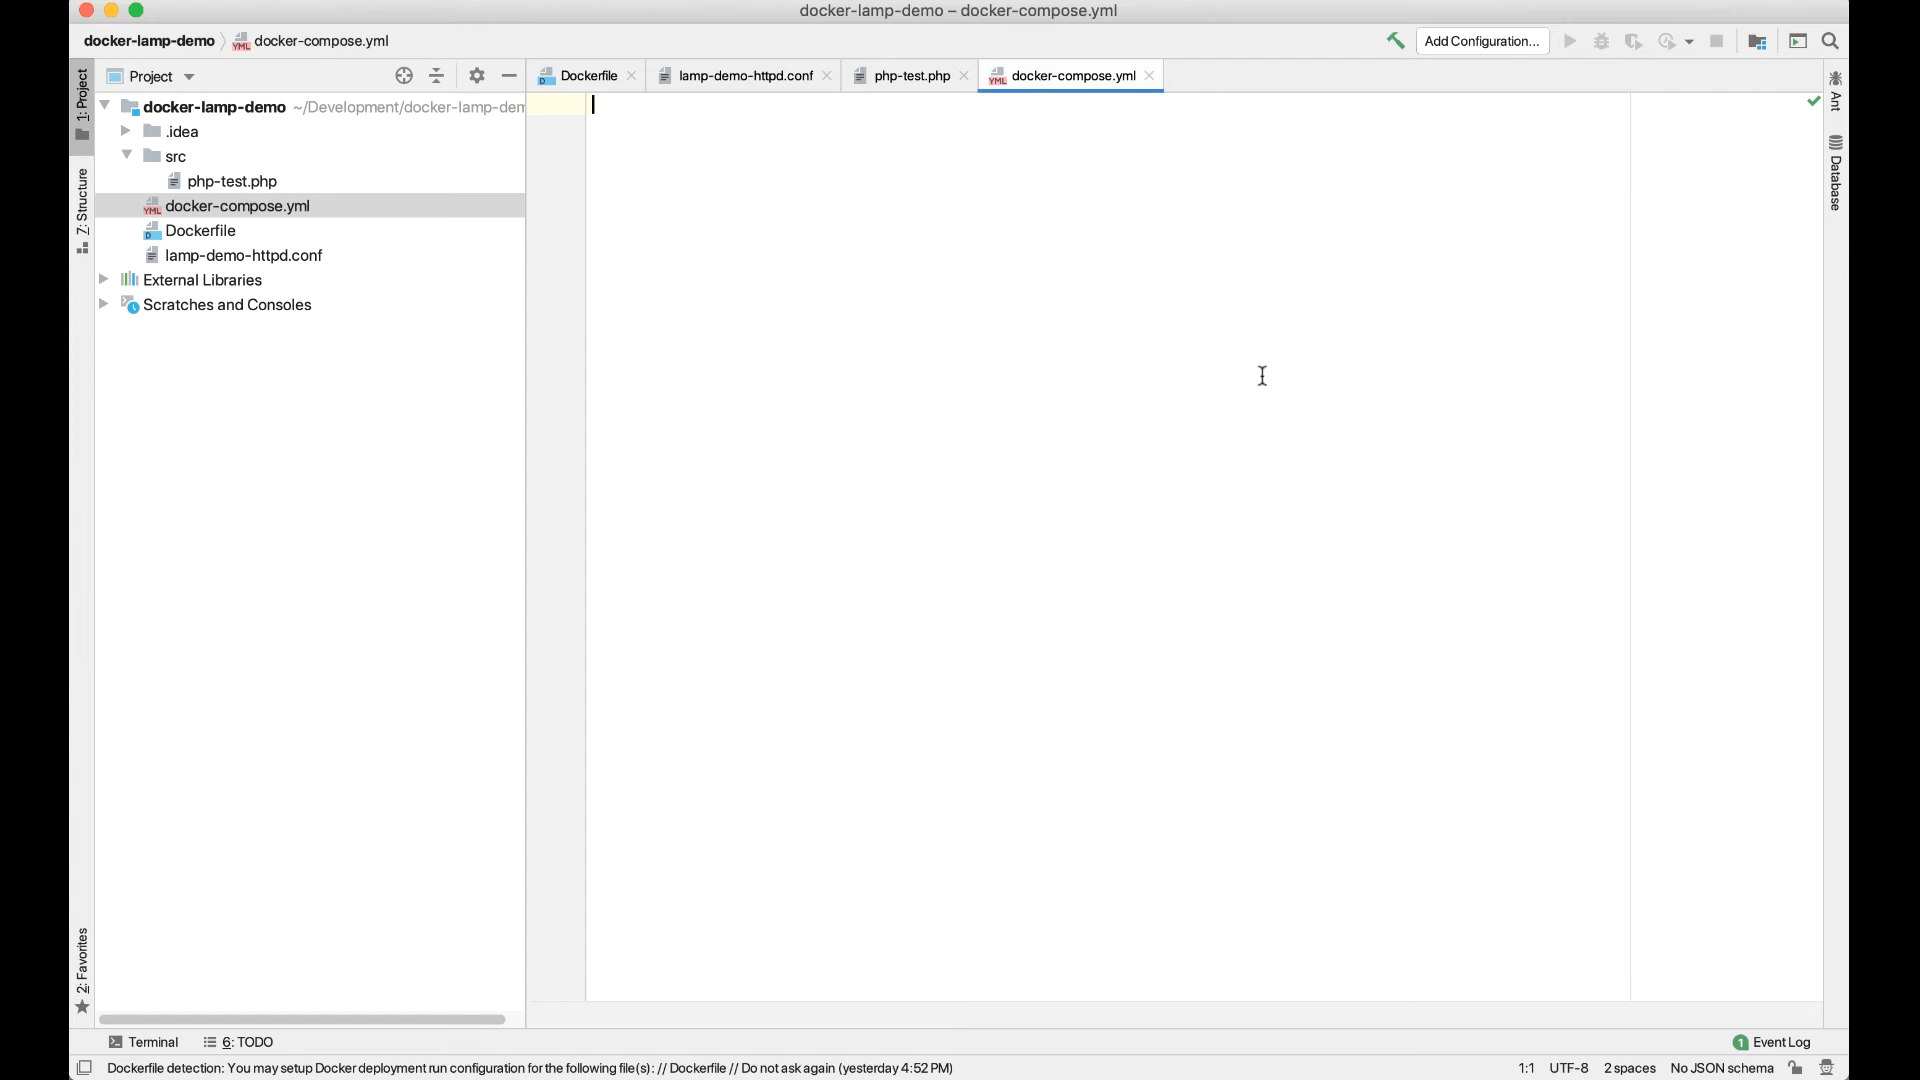 docker-lamp-demo – docker-compose.yml
docker-lamp-demo
YML
docker-compose.yml
Add Configuration...
1: Project
Project
D
Dockerfile
lamp-demo-httpd.conf
php-test.php
YML
docker-compose.yml
docker-lamp-demo ~/Development/docker-lamp-dem
.idea
src
php-test.php
YML
docker-compose.yml
D
Dockerfile
lamp-demo-httpd.conf
External Libraries
Scratches and Consoles
Z: Structure
2: Favorites
Ant
Database
Terminal
6: TODO
1
Event Log
Dockerfile detection: You may setup Docker deployment run configuration for the following file(s): // Dockerfile // Do not ask again (yesterday 4:52 PM)
1:1
UTF-8
2 spaces
No JSON schema